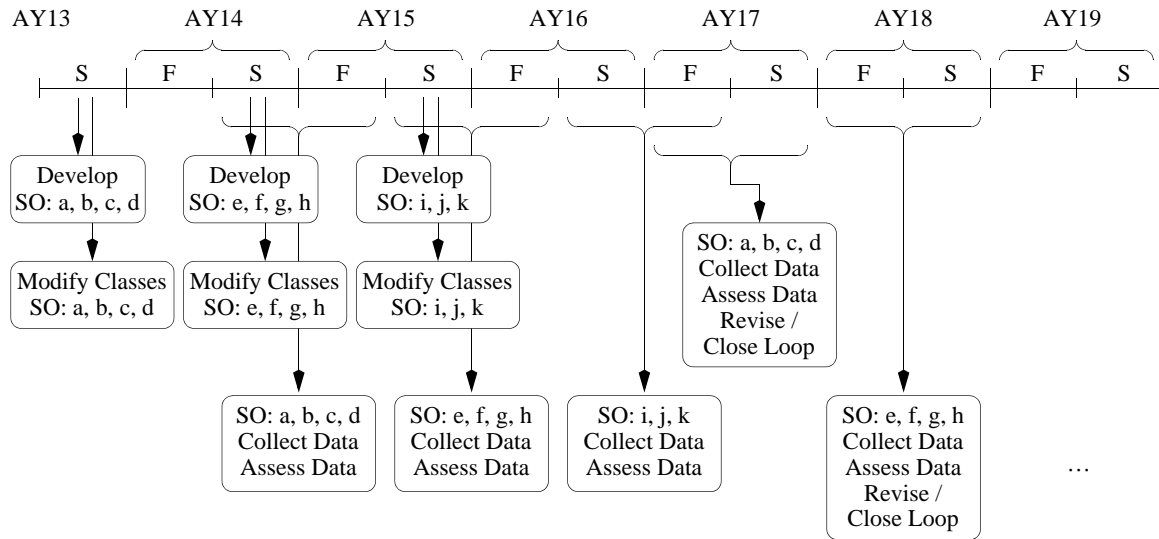 AY13 AY14 AY15 AY16 AY17 AY18 AY19
S F S F S F S F S F S F S
Develop
SO: a, b, c, d
Develop
SO: e, f, g, h
Develop
SO: i, j, k
Modify Classes
SO: a, b, c, d
Modify Classes
SO: e, f, g, h
Modify Classes
SO: i, j, k
SO: a, b, c, d
Collect Data
Assess Data
Revise /
Close Loop
SO: a, b, c, d
Collect Data
Assess Data
SO: e, f, g, h
Collect Data
Assess Data
SO: i, j, k
Collect Data
Assess Data
SO: e, f, g, h
Collect Data
Assess Data
Revise /
Close Loop
...